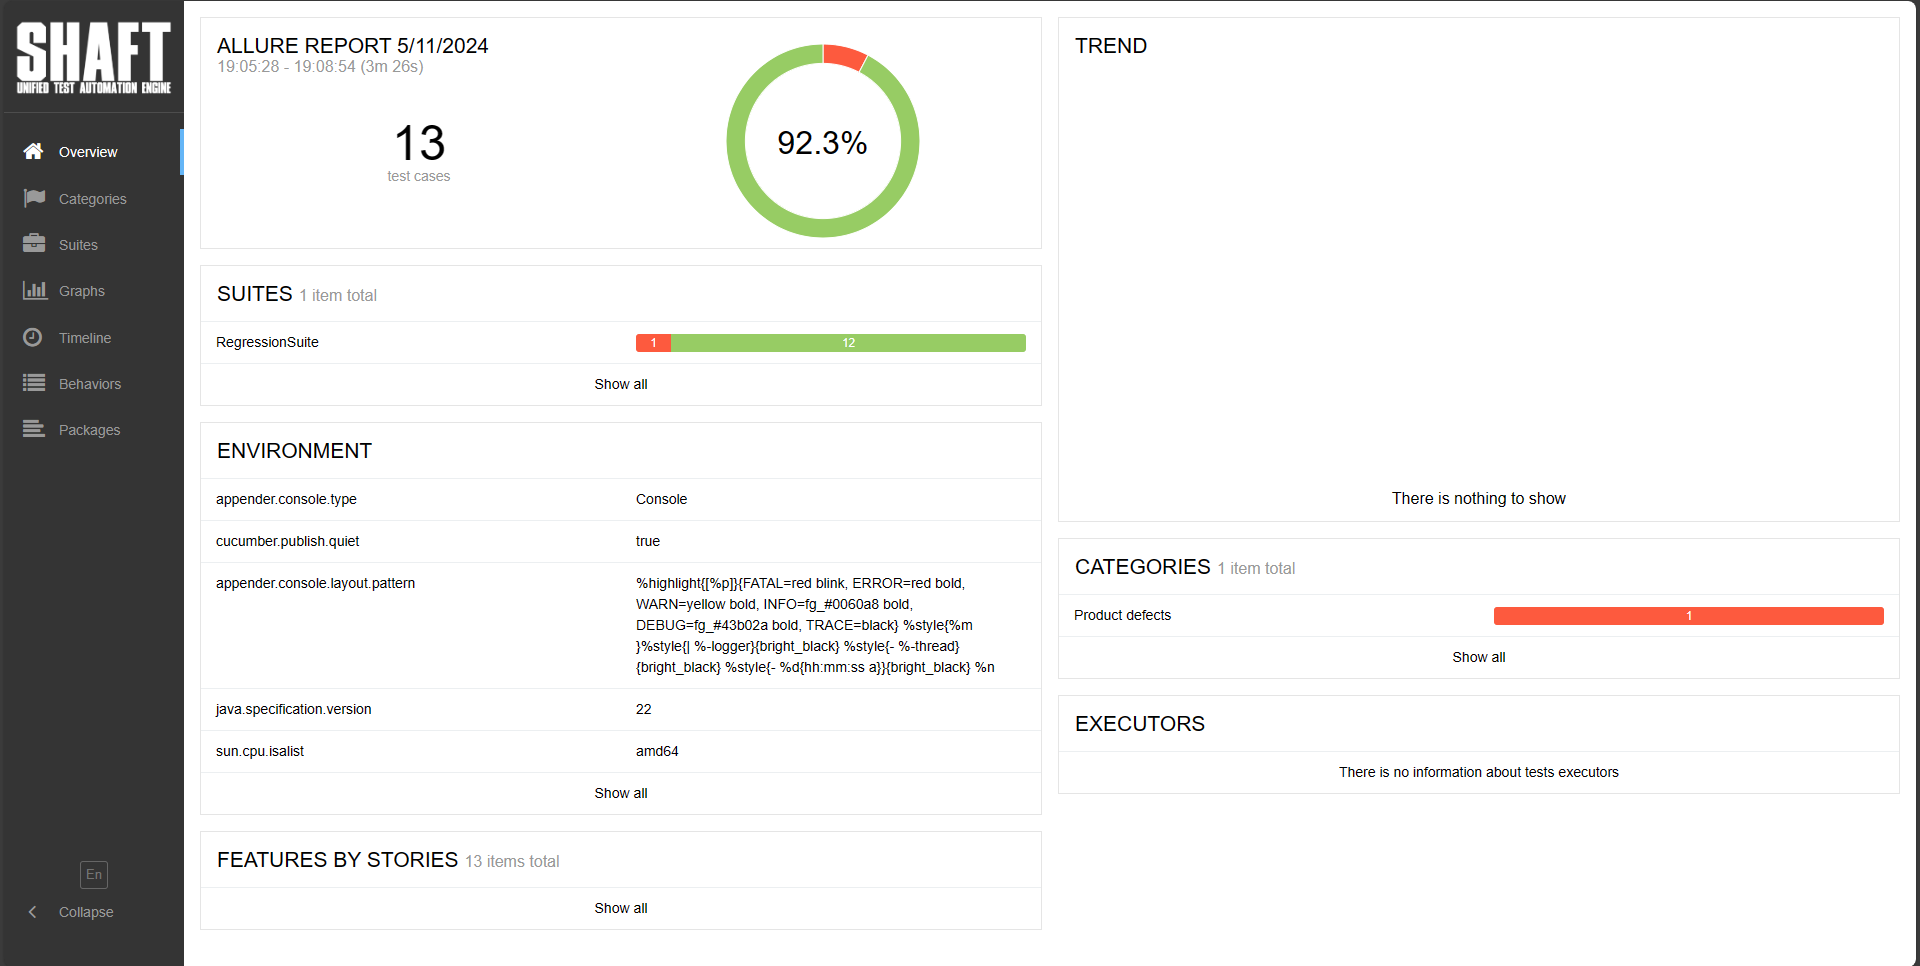 SHAFT
UNIFIED TEST AUTOMATION ENGINE
Overview
Categories
Suites
Graphs
Timeline
Behaviors
Packages
En
Collapse
ALLURE REPORT 5/11/2024
19:05:28 - 19:08:54 (3m 26s)
13
test cases
92.3%
SUITES 1 item total
RegressionSuite 1 12
Show all
ENVIRONMENT
appender.console.type Console
cucumber.publish.quiet true
appender.console.layout.pattern %highlight{[%p]}{FATAL=red blink, ERROR=red bold,
WARN=yellow bold, INFO=fg_#0060a8 bold,
DEBUG=fg_#43b02a bold, TRACE=black} %style{%m
}%style{| %-logger}{bright_black} %style{- %-thread}
{bright_black} %style{- %d{hh:mm:ss a}}{bright_black} %n
java.specification.version 22
sun.cpu.isalist amd64
Show all
FEATURES BY STORIES 13 items total
Show all
TREND
There is nothing to show
CATEGORIES 1 item total
Product defects 1
Show all
EXECUTORS
There is no information about tests executors